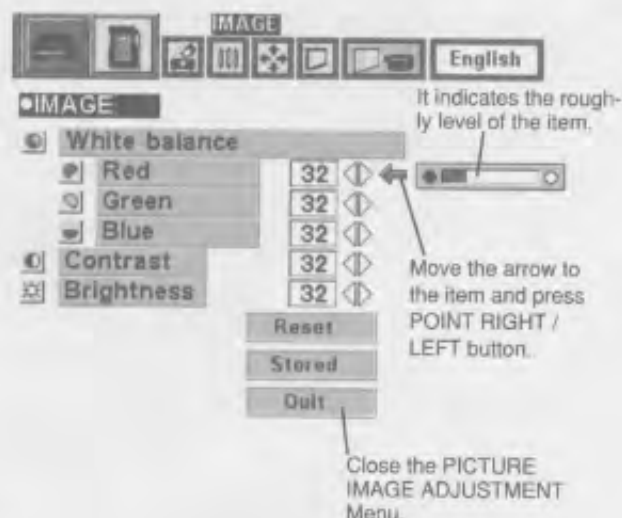 IMAGE
English
IMAGE
It indicates the rough-
ly level of the item.
White balance
Red 32
Green 32
Blue 32
Contrast 32
Brightness 32
Move the arrow to
the item and press
POINT RIGHT /
LEFT button.
Reset
Stored
Quit
Close the PICTURE
IMAGE ADJUSTMENT
Menu.